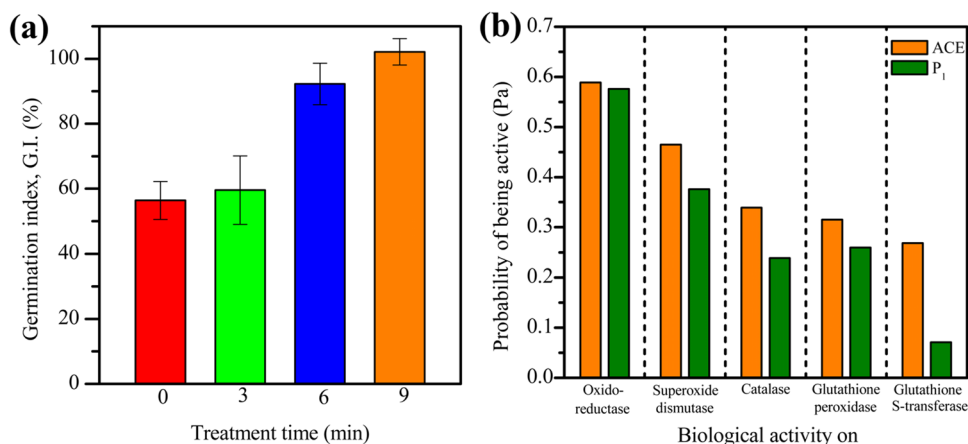 (a)
Germination index, G.I. (%)
100
80
60
40
20
0
0 3 6 9
Treatment time (min)
(b)
Probability of being active (Pa)
0.7
0.6
0.5
0.4
0.3
0.2
0.1
0.0
ACE
P₁
Oxido-
reductase
Superoxide
dismutase
Catalase
Glutathione
peroxidase
Glutathione
S-transferase
Biological activity on